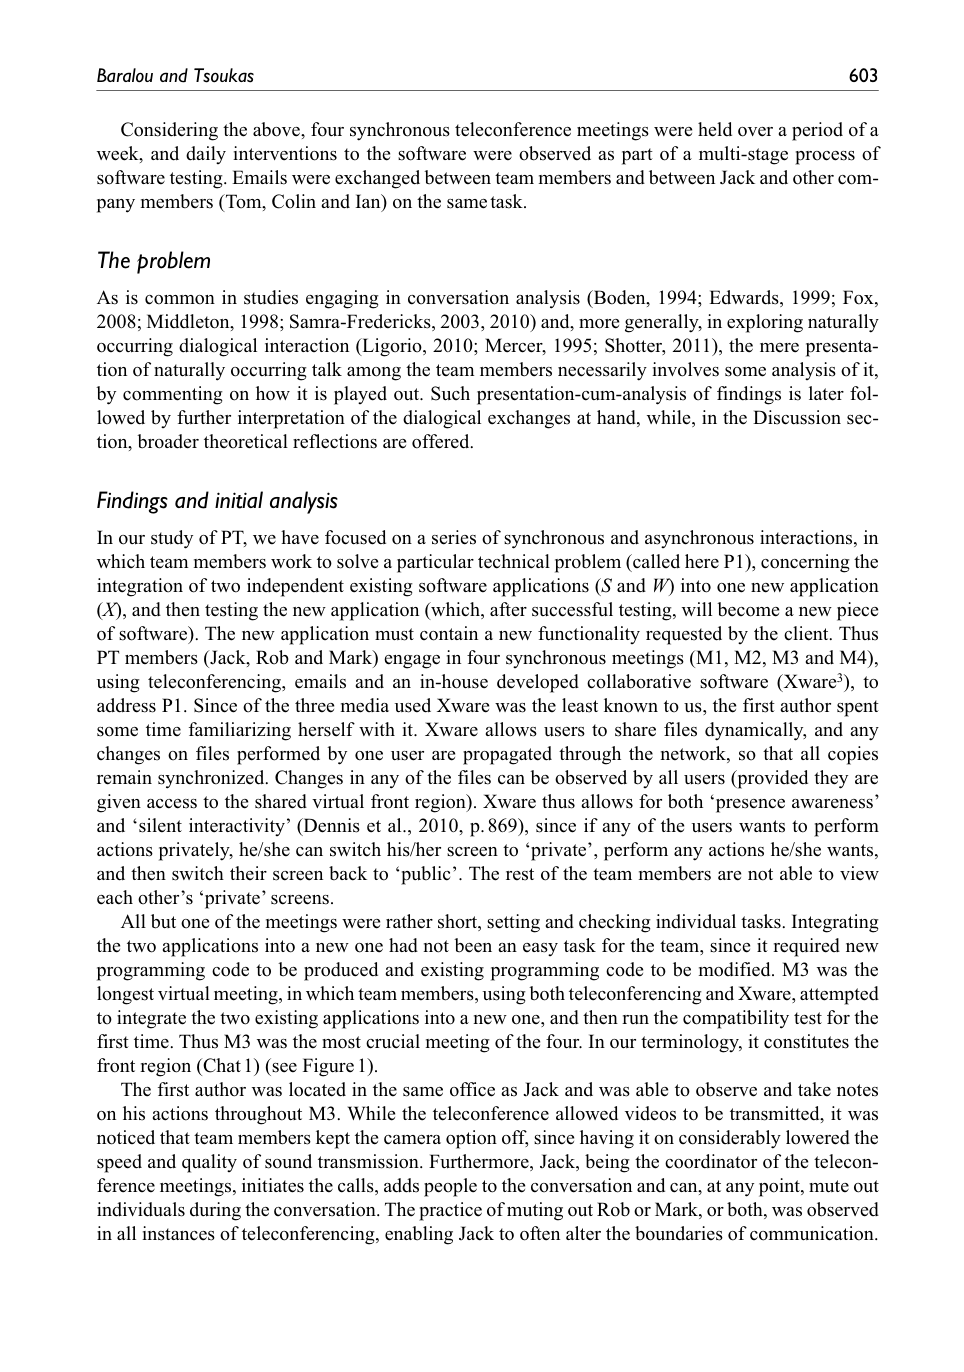 Baralou and Tsoukas 603
Considering the above, four synchronous teleconference meetings were held over a period of a
week, and daily interventions to the software were observed as part of a multi-stage process of
software testing. Emails were exchanged between team members and between Jack and other com-
pany members (Tom, Colin and Ian) on the same task.
The problem
As is common in studies engaging in conversation analysis (Boden, 1994; Edwards, 1999; Fox,
2008; Middleton, 1998; Samra-Fredericks, 2003, 2010) and, more generally, in exploring naturally
occurring dialogical interaction (Ligorio, 2010; Mercer, 1995; Shotter, 2011), the mere presenta-
tion of naturally occurring talk among the team members necessarily involves some analysis of it,
by commenting on how it is played out. Such presentation-cum-analysis of findings is later fol-
lowed by further interpretation of the dialogical exchanges at hand, while, in the Discussion sec-
tion, broader theoretical reflections are offered.
Findings and initial analysis
In our study of PT, we have focused on a series of synchronous and asynchronous interactions, in
which team members work to solve a particular technical problem (called here P1), concerning the
integration of two independent existing software applications (S and W) into one new application
(X), and then testing the new application (which, after successful testing, will become a new piece
of software). The new application must contain a new functionality requested by the client. Thus
PT members (Jack, Rob and Mark) engage in four synchronous meetings (M1, M2, M3 and M4),
using teleconferencing, emails and an in-house developed collaborative software (Xware³), to
address P1. Since of the three media used Xware was the least known to us, the first author spent
some time familiarizing herself with it. Xware allows users to share files dynamically, and any
changes on files performed by one user are propagated through the network, so that all copies
remain synchronized. Changes in any of the files can be observed by all users (provided they are
given access to the shared virtual front region). Xware thus allows for both ‘presence awareness’
and ‘silent interactivity’ (Dennis et al., 2010, p. 869), since if any of the users wants to perform
actions privately, he/she can switch his/her screen to ‘private’, perform any actions he/she wants,
and then switch their screen back to ‘public’. The rest of the team members are not able to view
each other’s ‘private’ screens.
All but one of the meetings were rather short, setting and checking individual tasks. Integrating
the two applications into a new one had not been an easy task for the team, since it required new
programming code to be produced and existing programming code to be modified. M3 was the
longest virtual meeting, in which team members, using both teleconferencing and Xware, attempted
to integrate the two existing applications into a new one, and then run the compatibility test for the
first time. Thus M3 was the most crucial meeting of the four. In our terminology, it constitutes the
front region (Chat 1) (see Figure 1).
The first author was located in the same office as Jack and was able to observe and take notes
on his actions throughout M3. While the teleconference allowed videos to be transmitted, it was
noticed that team members kept the camera option off, since having it on considerably lowered the
speed and quality of sound transmission. Furthermore, Jack, being the coordinator of the telecon-
ference meetings, initiates the calls, adds people to the conversation and can, at any point, mute out
individuals during the conversation. The practice of muting out Rob or Mark, or both, was observed
in all instances of teleconferencing, enabling Jack to often alter the boundaries of communication.